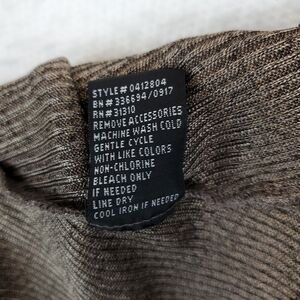 STYLE# 0412804
BN# 336694/0917
RN# 31310
REMOVE ACCESSORIES
MACHINE WASH COLD
GENTLE CYCLE
WITH LIKE COLORS
NON-CHLORINE
BLEACH ONLY
IF NEEDED
LINE DRY
COOL IRON IF NEEDED